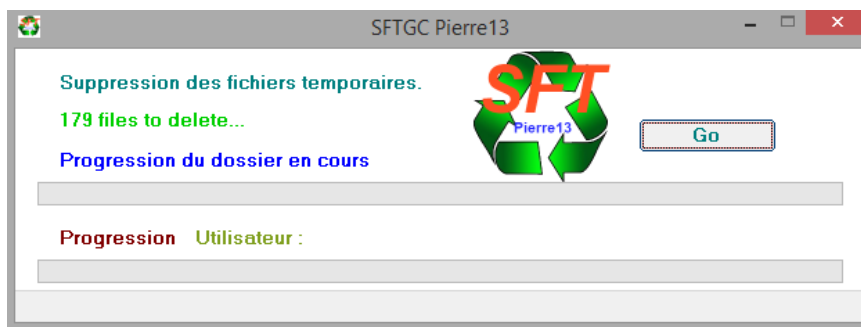 SFTGC Pierre13
Suppression des fichiers temporaires.
SFT
179 files to delete...
Pierre13
Go
Progression du dossier en cours
Progression Utilisateur :